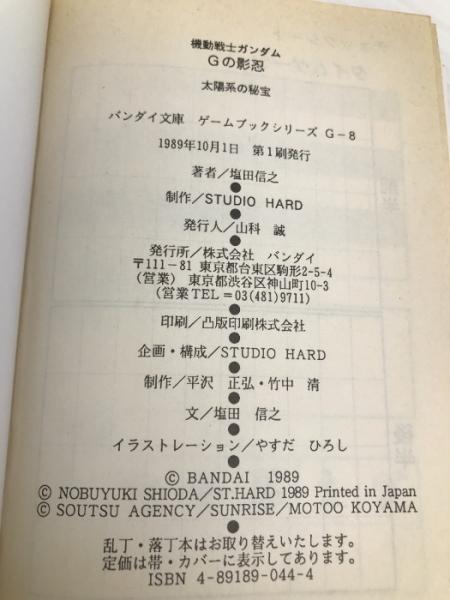 機動戦士ガンダム
Gの影忍
太陽系の秘宝
バンダイ文庫 ゲームブックシリーズ G-8
1989年10月1日 第1刷発行
著者/塩田信之
制作/STUDIO HARD
発行人/山科 誠
発行所/株式会社 バンダイ
〒111-81 東京都台東区駒形2-5-4
(営業) 東京都渋谷区神山町10-3
(営業TEL=03(481)9711)
印刷/凸版印刷株式会社
企画・構成/STUDIO HARD
制作/平沢 正弘・竹中 清
文/塩田 信之
イラストレーション/やすだ ひろし
© BANDAI 1989
© NOBUYUKI SHIODA/ST.HARD 1989 Printed in Japan
© SOUTSU AGENCY/SUNRISE/MOTOO KOYAMA
乱丁・落丁本はお取り替えいたします。
定価は帯・カバーに表示してあります。
ISBN 4-89189-044-4